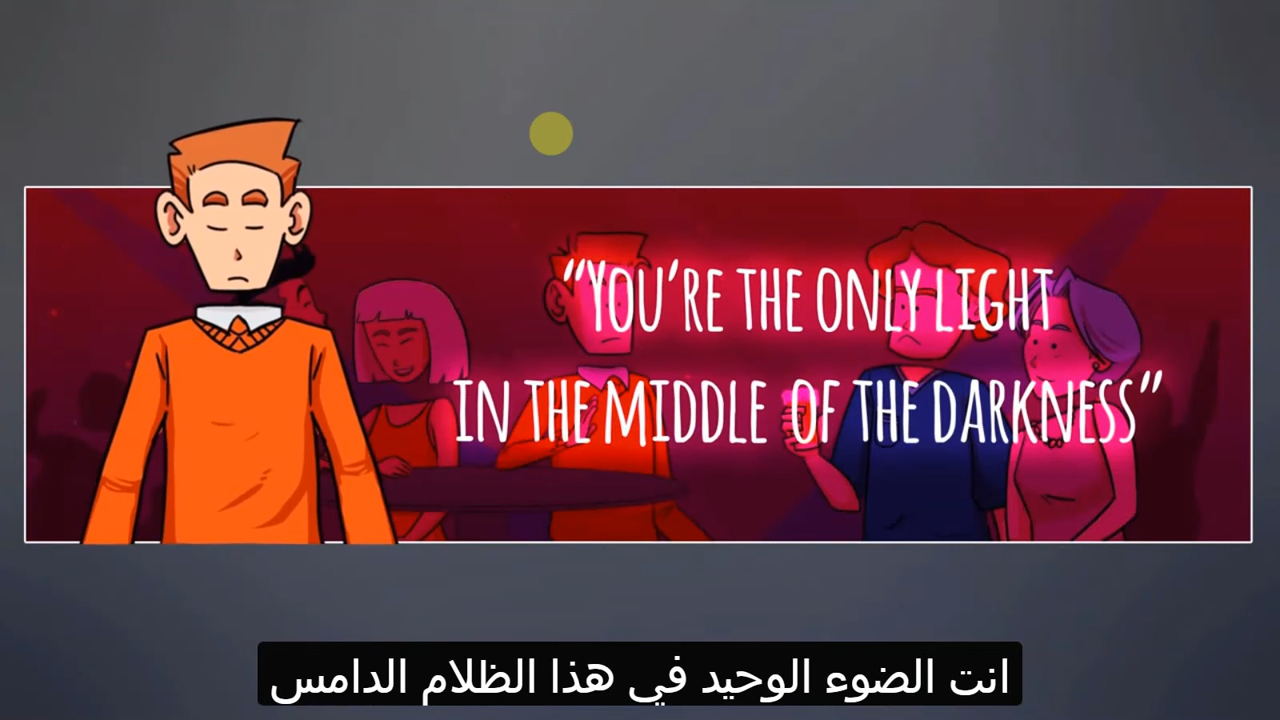 “You’re the only light
in the middle of the darkness”
انت الضوء الوحيد في هذا الظلام الدامس